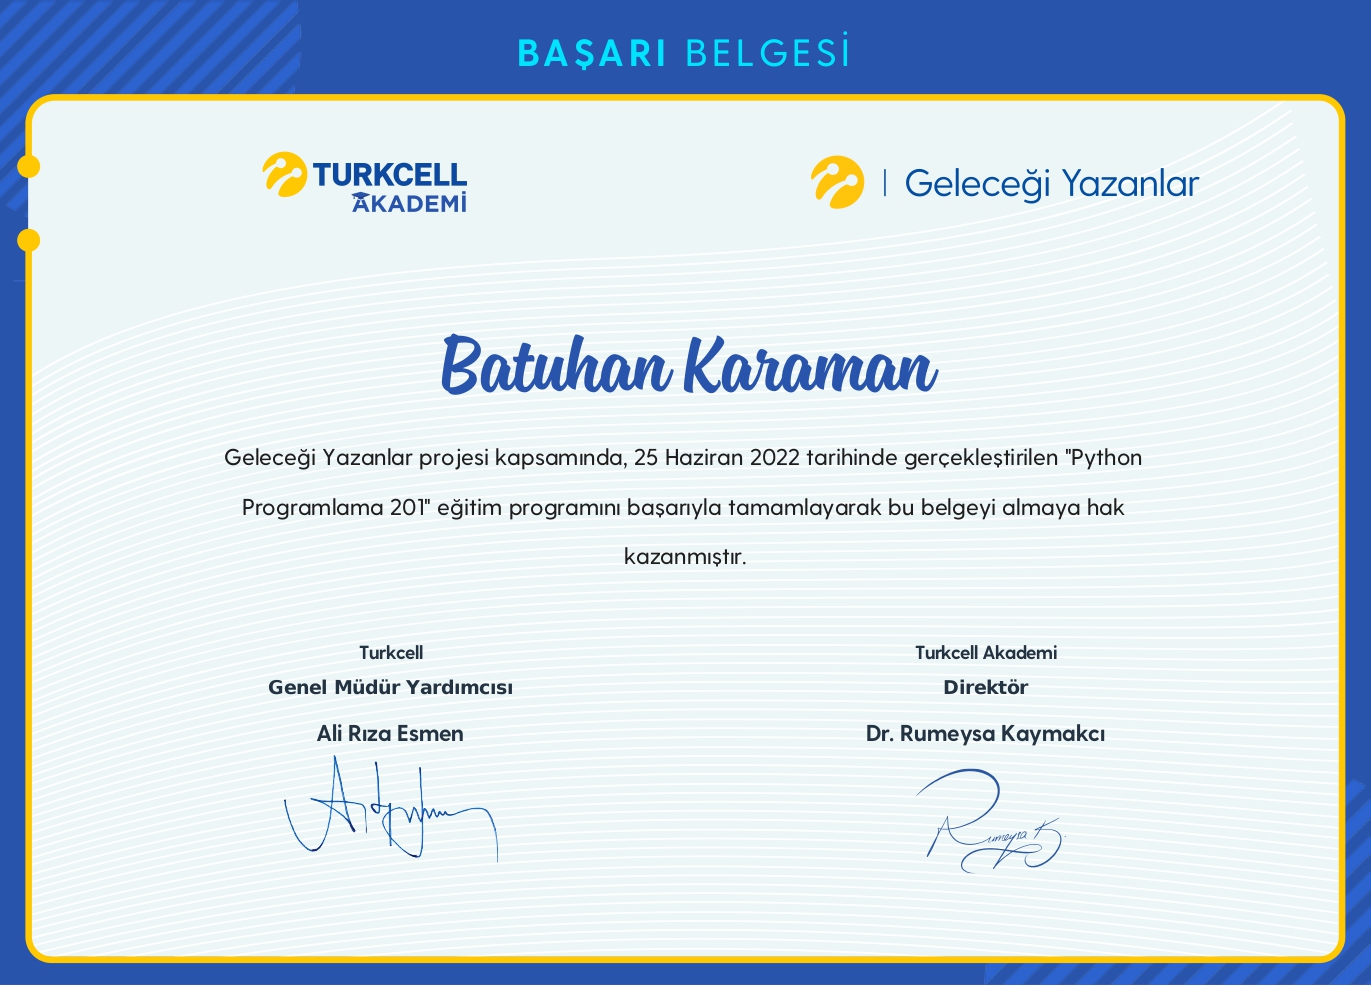 BAŞARI BELGESİ
TURKCELL
AKADEMİ
Geleceği Yazanlar
Batuhan Karaman
Geleceği Yazanlar projesi kapsamında, 25 Haziran 2022 tarihinde gerçekleştirilen "Python
Programlama 201" eğitim programını başarıyla tamamlayarak bu belgeyi almaya hak
kazanmıştır.
Turkcell
Genel Müdür Yardımcısı
Ali Rıza Esmen
Turkcell Akademi
Direktör
Dr. Rumeysa Kaymakcı
Rumeysa K.